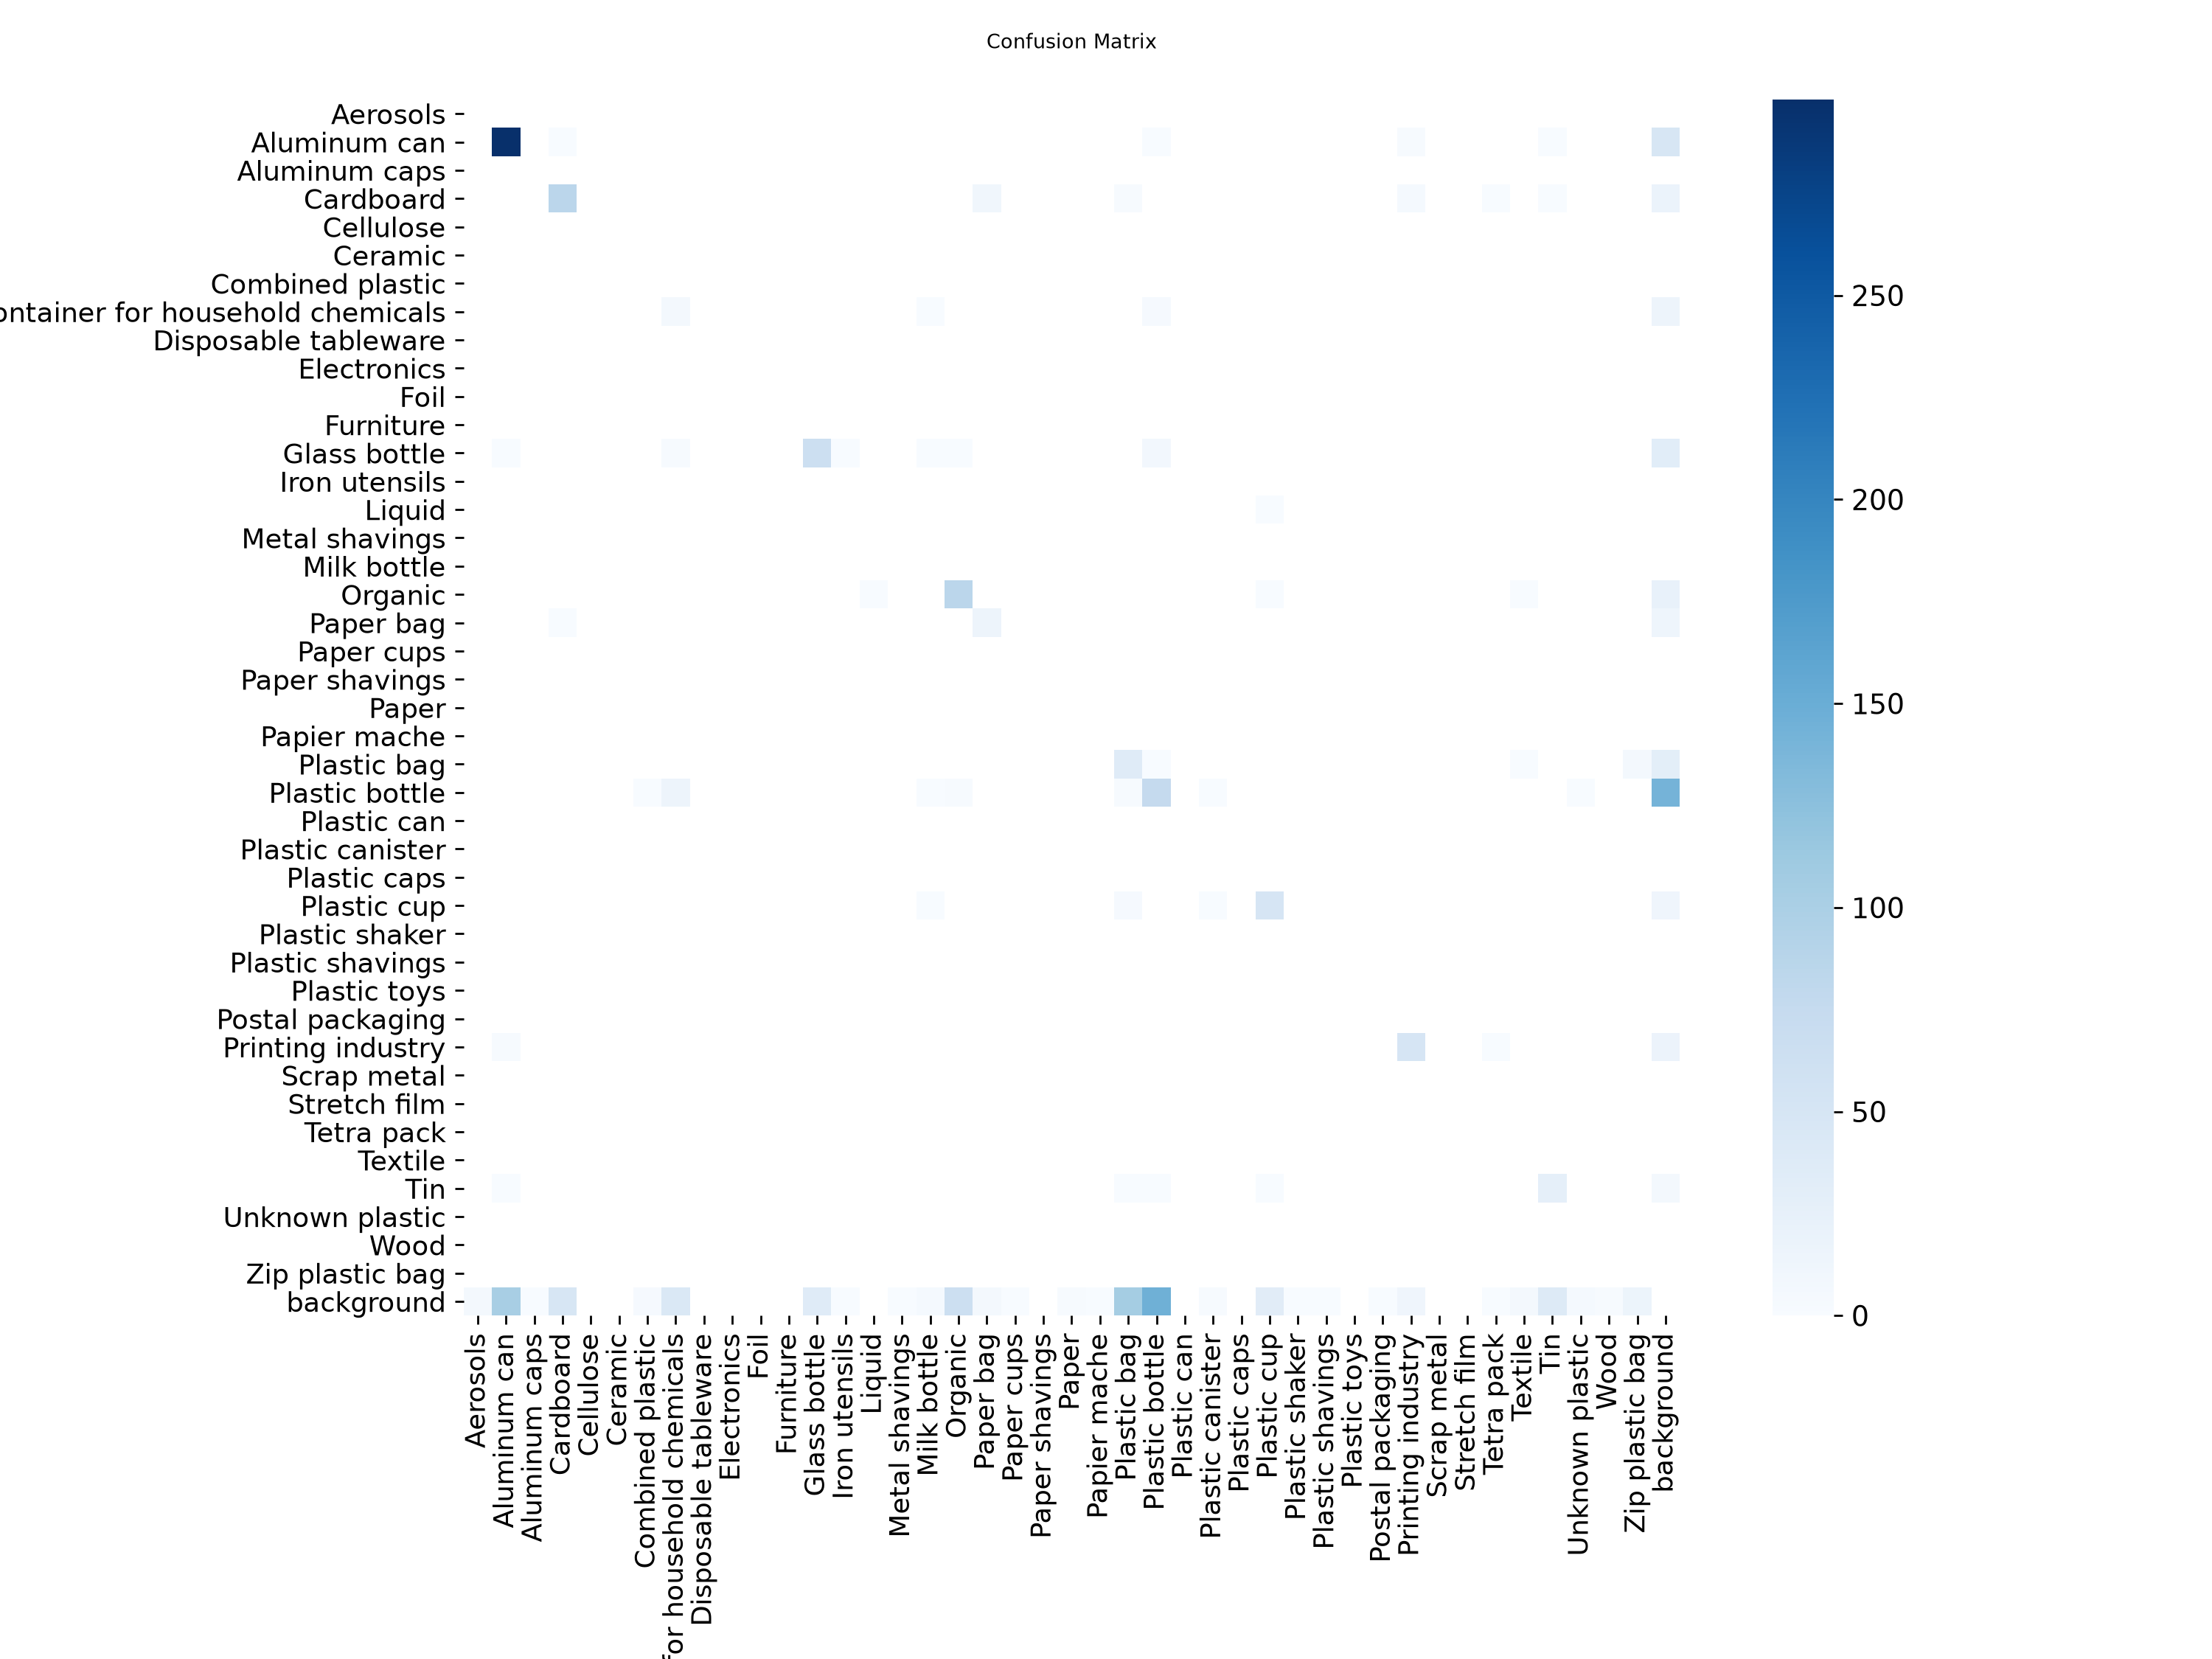 Confusion Matrix
Aerosols
Aluminum can
Aluminum caps
Cardboard
Cellulose
Ceramic
Combined plastic
ontainer for household chemicals
Disposable tableware
Electronics
Foil
Furniture
Glass bottle
Iron utensils
Liquid
Metal shavings
Milk bottle
Organic
Paper bag
Paper cups
Paper shavings
Paper
Papier mache
Plastic bag
Plastic bottle
Plastic can
Plastic canister
Plastic caps
Plastic cup
Plastic shaker
Plastic shavings
Plastic toys
Postal packaging
Printing industry
Scrap metal
Stretch film
Tetra pack
Textile
Tin
Unknown plastic
Wood
Zip plastic bag
background
Aerosols
Aluminum can
Aluminum caps
Cardboard
Cellulose
Ceramic
Combined plastic
for household chemicals
Disposable tableware
Electronics
Foil
Furniture
Glass bottle
Iron utensils
Liquid
Metal shavings
Milk bottle
Organic
Paper bag
Paper cups
Paper shavings
Paper
Papier mache
Plastic bag
Plastic bottle
Plastic can
Plastic canister
Plastic caps
Plastic cup
Plastic shaker
Plastic shavings
Plastic toys
Postal packaging
Printing industry
Scrap metal
Stretch film
Tetra pack
Textile
Tin
Unknown plastic
Wood
Zip plastic bag
background
250
200
150
100
50
0